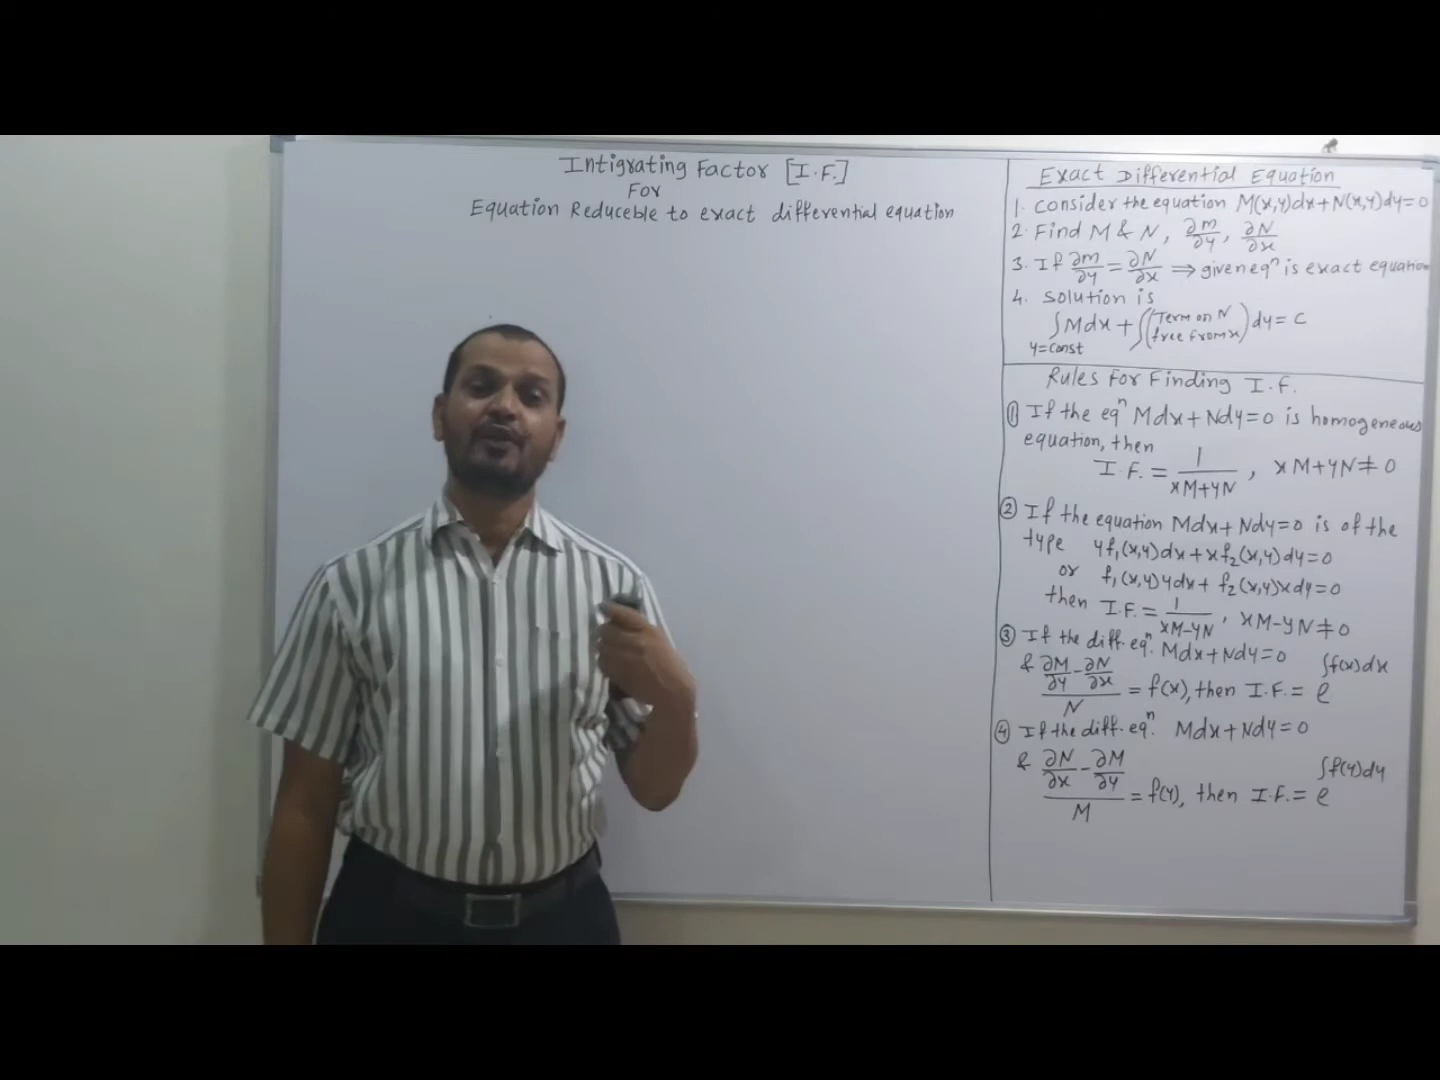 Intigrating Factor [I.F.]
For
Equation Reduceble to exact differential equation
Exact Differential Equation
1. Consider the equation M(x,y)dx+N(x,y)dy=0
2. Find M & N, ∂m/∂y, ∂N/∂x
3. If ∂m/∂y = ∂N/∂x ⟹ given eqⁿ is exact equation
4. Solution is
∫Mdx + ∫(Term on N free from x) dy = c
y=const
Rules For Finding I.F.
① If the eqⁿ Mdx+Ndy=0 is homogeneous
equation, then
I.F. = 1/(xM+yN), xM+yN≠0
② If the equation Mdx+Ndy=0 is of the
type yf₁(x,y)dx+xf₂(x,y)dy=0
or f₁(x,y)ydx+f₂(x,y)xdy=0
then I.F. = 1/(xM-yN), xM-yN≠0
③ If the diff. eqⁿ. Mdx+Ndy=0
& (∂M/∂y - ∂N/∂x)/N = f(x), then I.F. = e^∫f(x)dx
④ If the diff. eqⁿ. Mdx+Ndy=0
& (∂N/∂x - ∂M/∂y)/M = f(y), then I.F. = e^∫f(y)dy